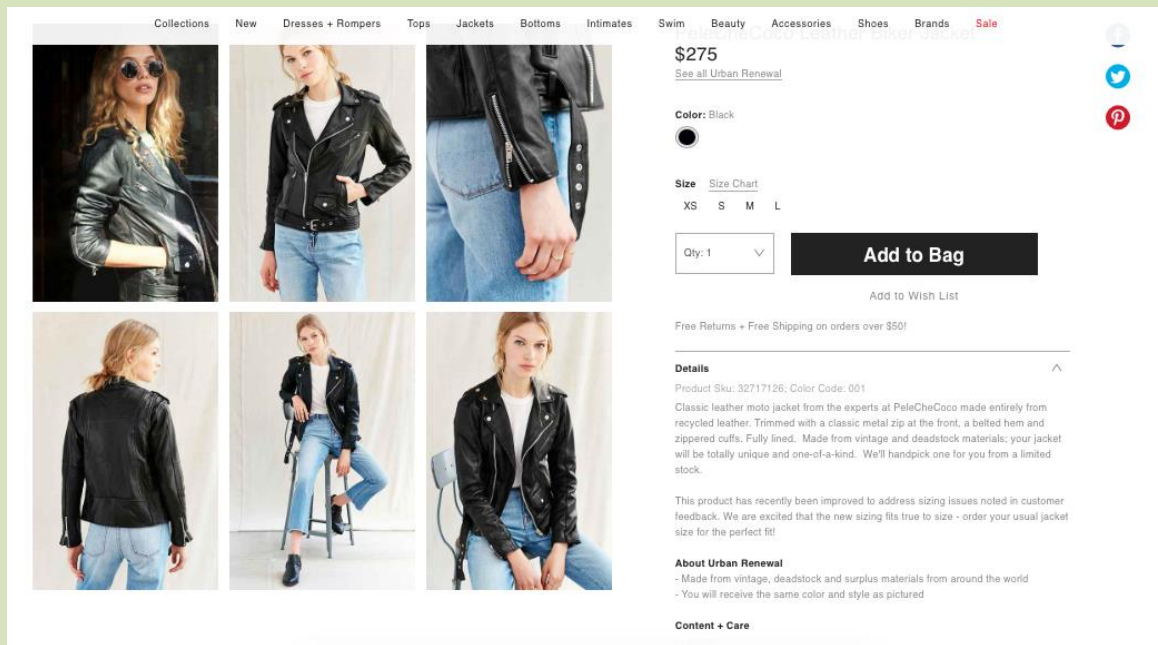 Collections New Dresses + Rompers Tops Jackets Bottoms Intimates Swim Beauty Accessories Shoes Brands Sale
PeleCheCoco Leather Biker Jacket
$275
See all Urban Renewal
Color: Black
Size Size Chart
XS S M L
Qty: 1
Add to Bag
Add to Wish List
Free Returns + Free Shipping on orders over $50!
Details
Product Sku: 32717126; Color Code: 001
Classic leather moto jacket from the experts at PeleCheCoco made entirely from
recycled leather. Trimmed with a classic metal zip at the front, a belted hem and
zippered cuffs. Fully lined. Made from vintage and deadstock materials; your jacket
will be totally unique and one-of-a-kind. We'll handpick one for you from a limited
stock.
This product has recently been improved to address sizing issues noted in customer
feedback. We are excited that the new sizing fits true to size - order your usual jacket
size for the perfect fit!
About Urban Renewal
- Made from vintage, deadstock and surplus materials from around the world
- You will receive the same color and style as pictured
Content + Care